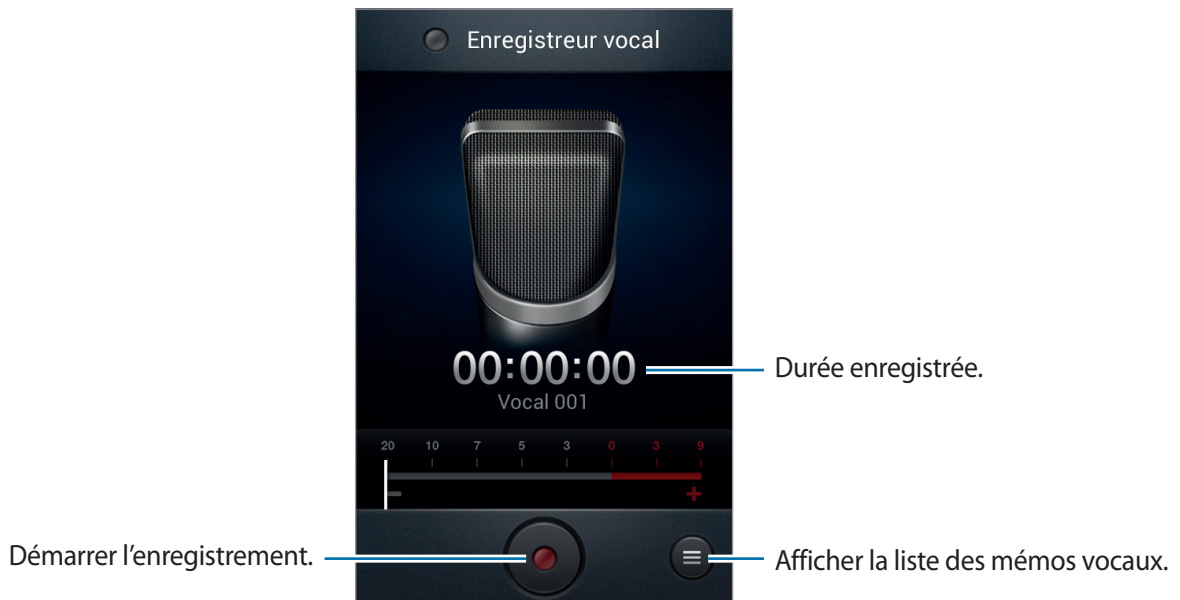 Enregistreur vocal
00:00:00
Durée enregistrée.
Vocal 001
20 10 7 5 3 0 3 9
- +
Démarrer l’enregistrement.
Afficher la liste des mémos vocaux.